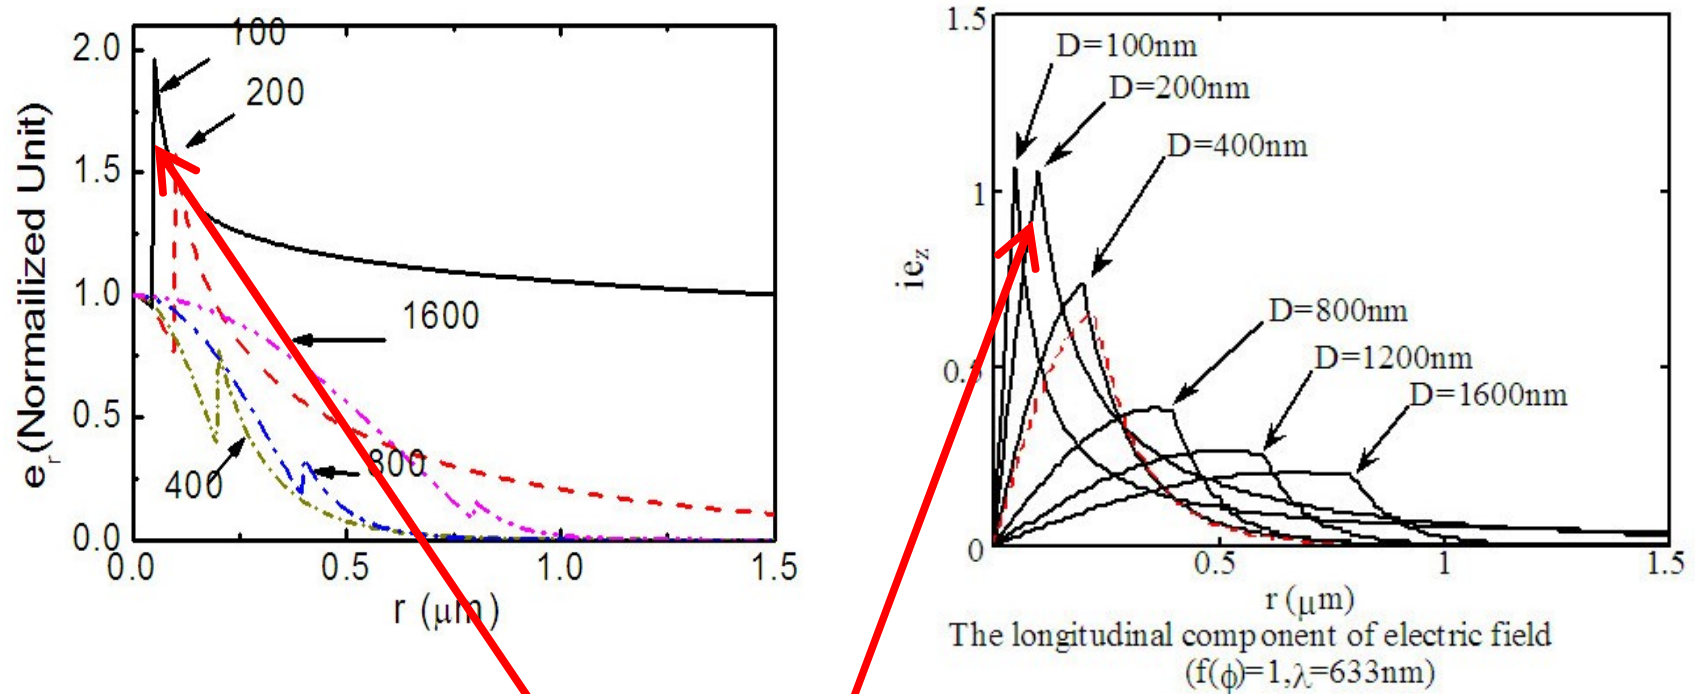 100
200
1600
800
400
2.0
1.5
1.0
0.5
0.0
0.0 0.5 1.0 1.5
e_r(Normailized Unit)
r (μm)
D=100nm
D=200nm
D=400nm
D=800nm
D=1200nm
D=1600nm
1.5
1
0.5
0
0.5 1 1.5
ie_z
r (μm)
The longitudinal component of electric field
(f(ϕ)=1,λ=633nm)